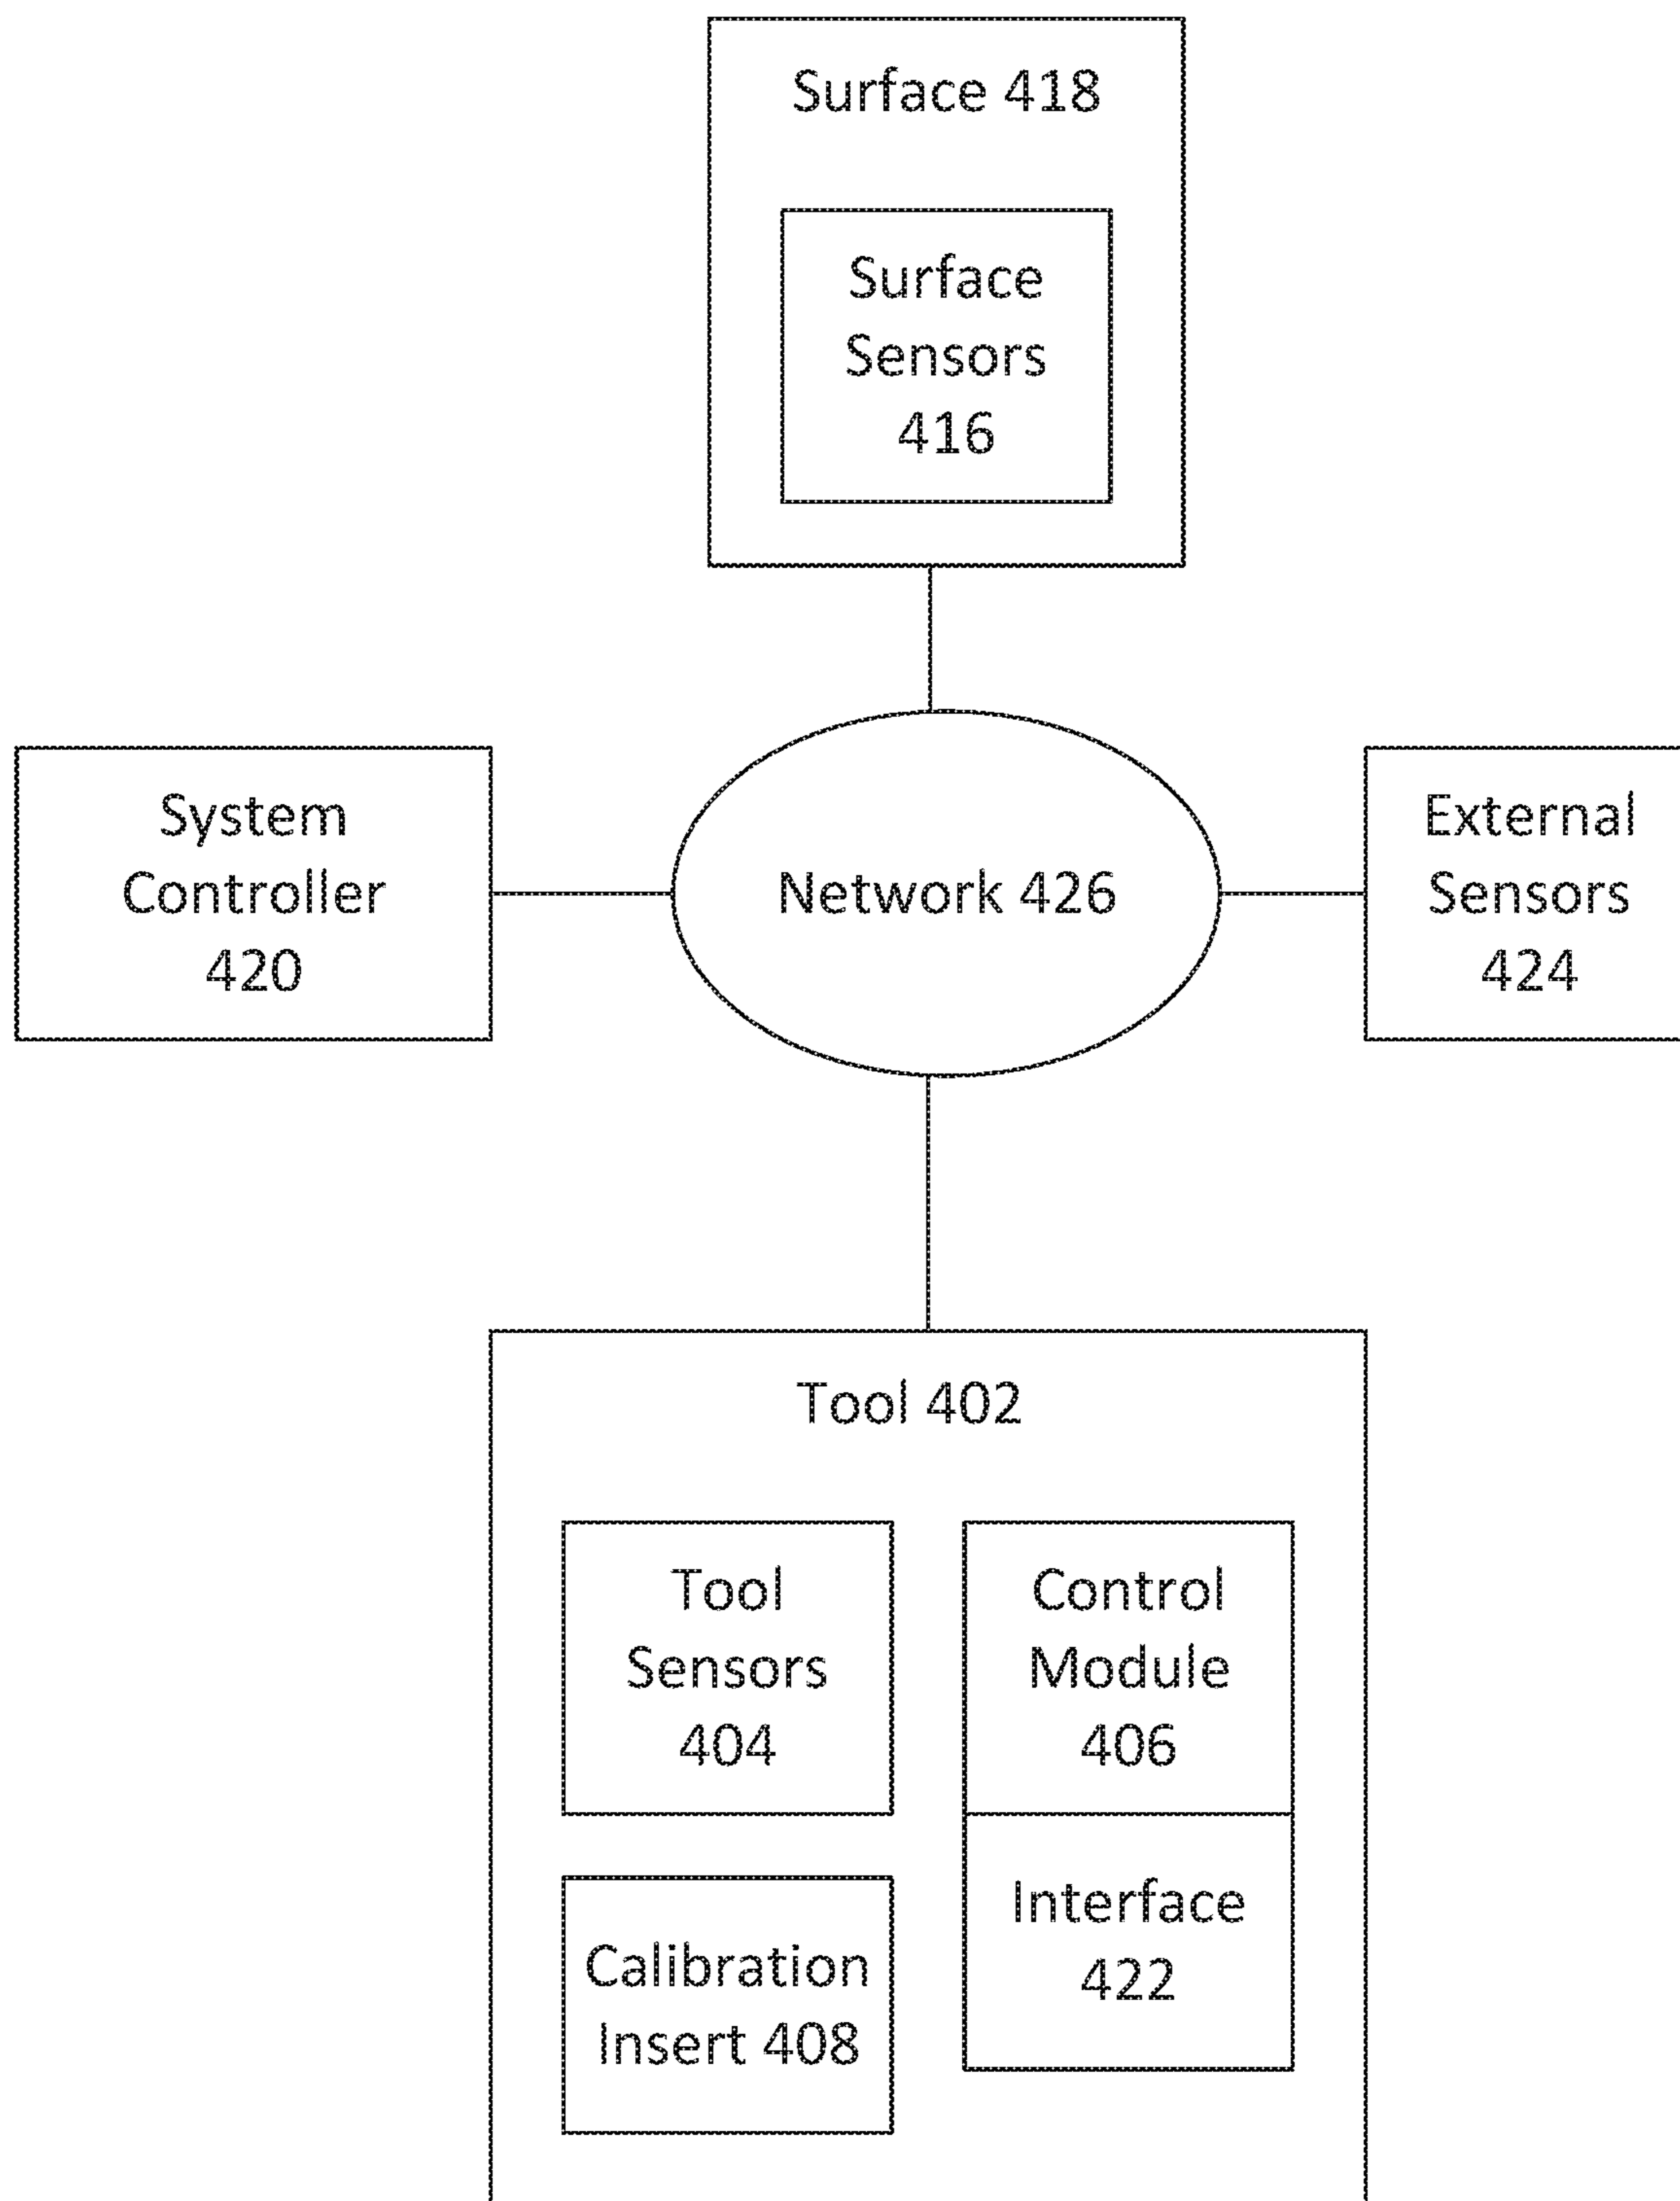 Surface 418
Surface
Sensors
416
System
Controller
420
Network 426
External
Sensors
424
Tool 402
Tool
Sensors
404
Control
Module
406
Calibration
Insert 408
Interface
422